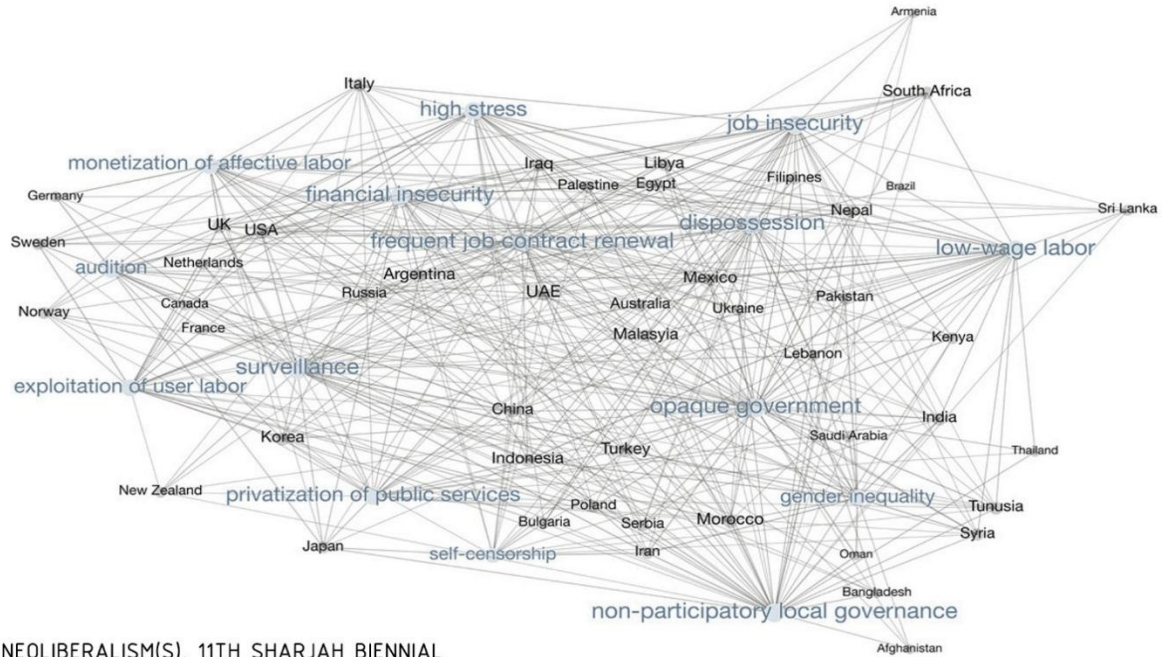 Armenia
Italy
South Africa
high stress
job insecurity
monetization of affective labor
Iraq
Libya
Filipines
Palestine
Egypt
Brazil
Germany
financial insecurity
Nepal
Sri Lanka
UK
USA
dispossession
Sweden
frequent job contract renewal
low-wage labor
Netherlands
audition
Argentina
Mexico
Russia
UAE
Pakistan
Canada
Australia
Ukraine
Norway
France
Malasyia
Kenya
Lebanon
surveillance
exploitation of user labor
China
opaque government
India
Korea
Saudi Arabia
Turkey
Thailand
Indonesia
New Zealand
privatization of public services
gender inequality
Poland
Tunusia
Bulgaria
Serbia
Morocco
Syria
Japan
self-censorship
Iran
Oman
Bangladesh
non-participatory local governance
Afghanistan
NEOLIBERALISM(S), 11TH SHARJAH BIENNIAL